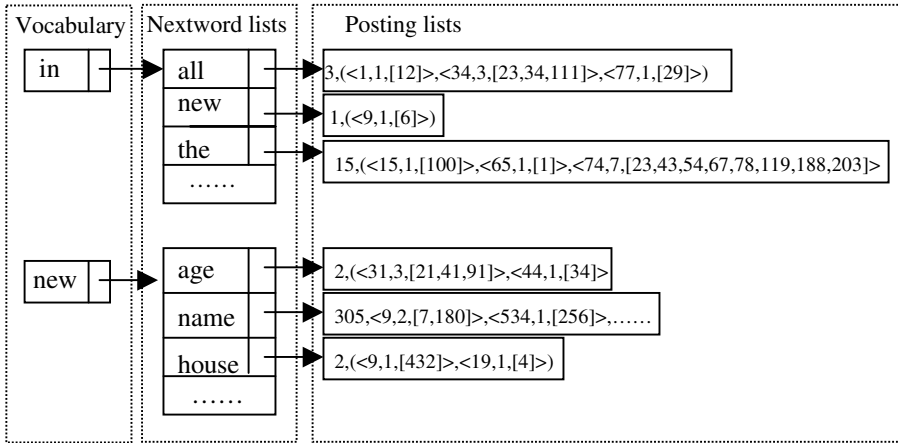 Vocabulary Nextword lists Posting lists
in all 3,(<1,1,[12]>,<34,3,[23,34,111]>,<77,1,[29]>)
new 1,(<9,1,[6]>)
the 15,(<15,1,[100]>,<65,1,[1]>,<74,7,[23,43,54,67,78,119,188,203]>
……
new age 2,(<31,3,[21,41,91]>,<44,1,[34]>
name 305,<9,2,[7,180]>,<534,1,[256]>,……
house 2,(<9,1,[432]>,<19,1,[4]>)
……